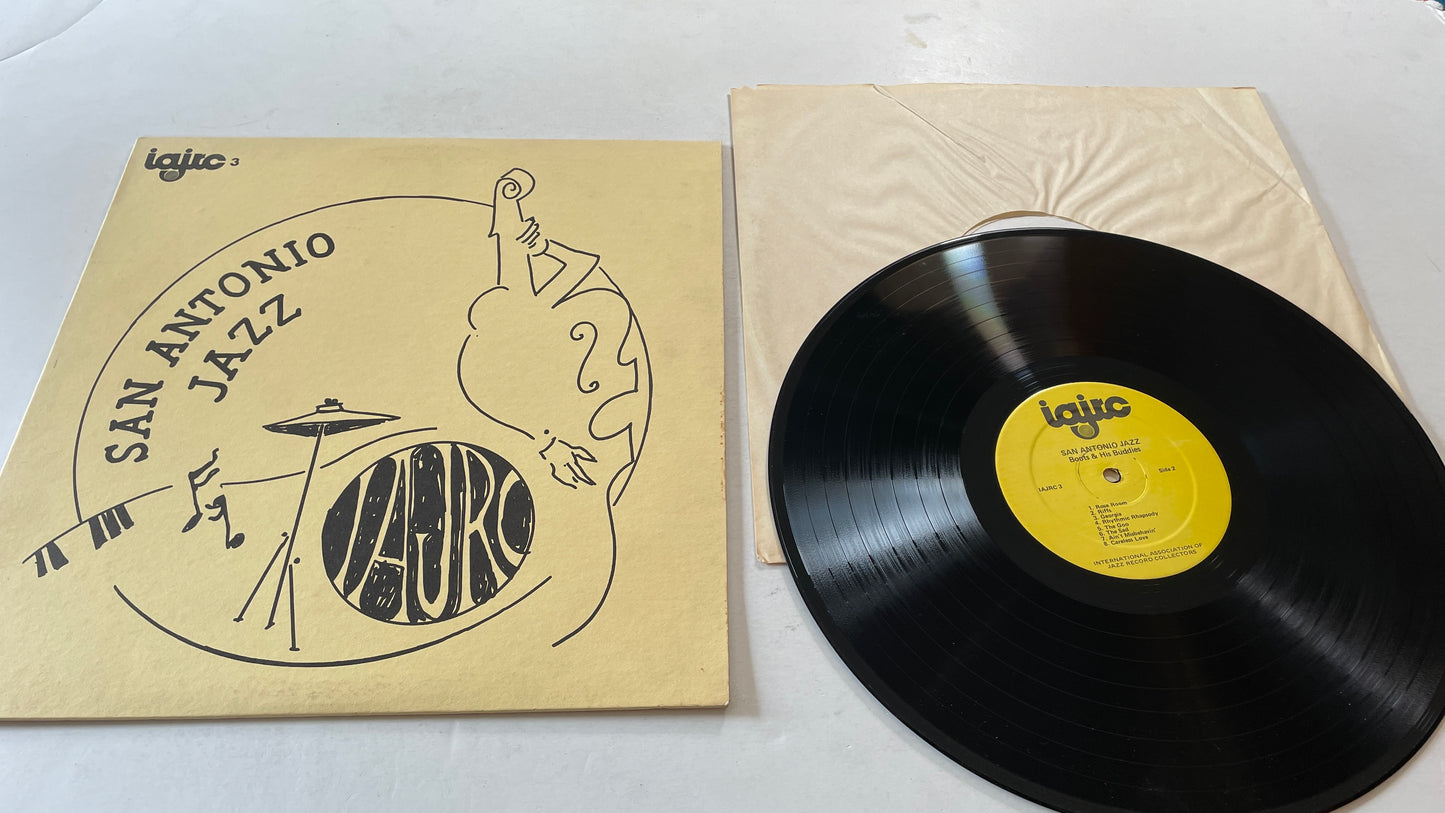 iajrc 3
SAN ANTONIO
JAZZ
IAJRC
iajrc
SAN ANTONIO JAZZ
Boots & His Buddies
IAJRC 3
Side 2
1. Rose Room
2. Riffs
3. Georgia
4. Rhythmic Rhapsody
5. The Goo
6. The Sad
7. Ain't Misbehavin'
8. Careless Love
INTERNATIONAL ASSOCIATION OF
JAZZ RECORD COLLECTORS